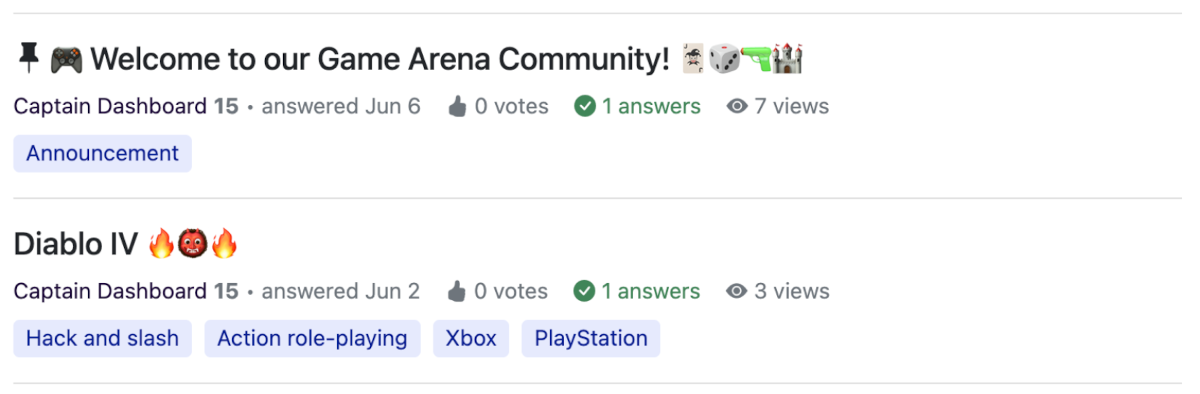 📌 🎮 Welcome to our Game Arena Community! 🃏🎲🔫🏰
Captain Dashboard 15 • answered Jun 6 👍 0 votes ✅ 1 answers 👁 7 views
Announcement
Diablo IV 🔥👹🔥
Captain Dashboard 15 • answered Jun 2 👍 0 votes ✅ 1 answers 👁 3 views
Hack and slash Action role-playing Xbox PlayStation